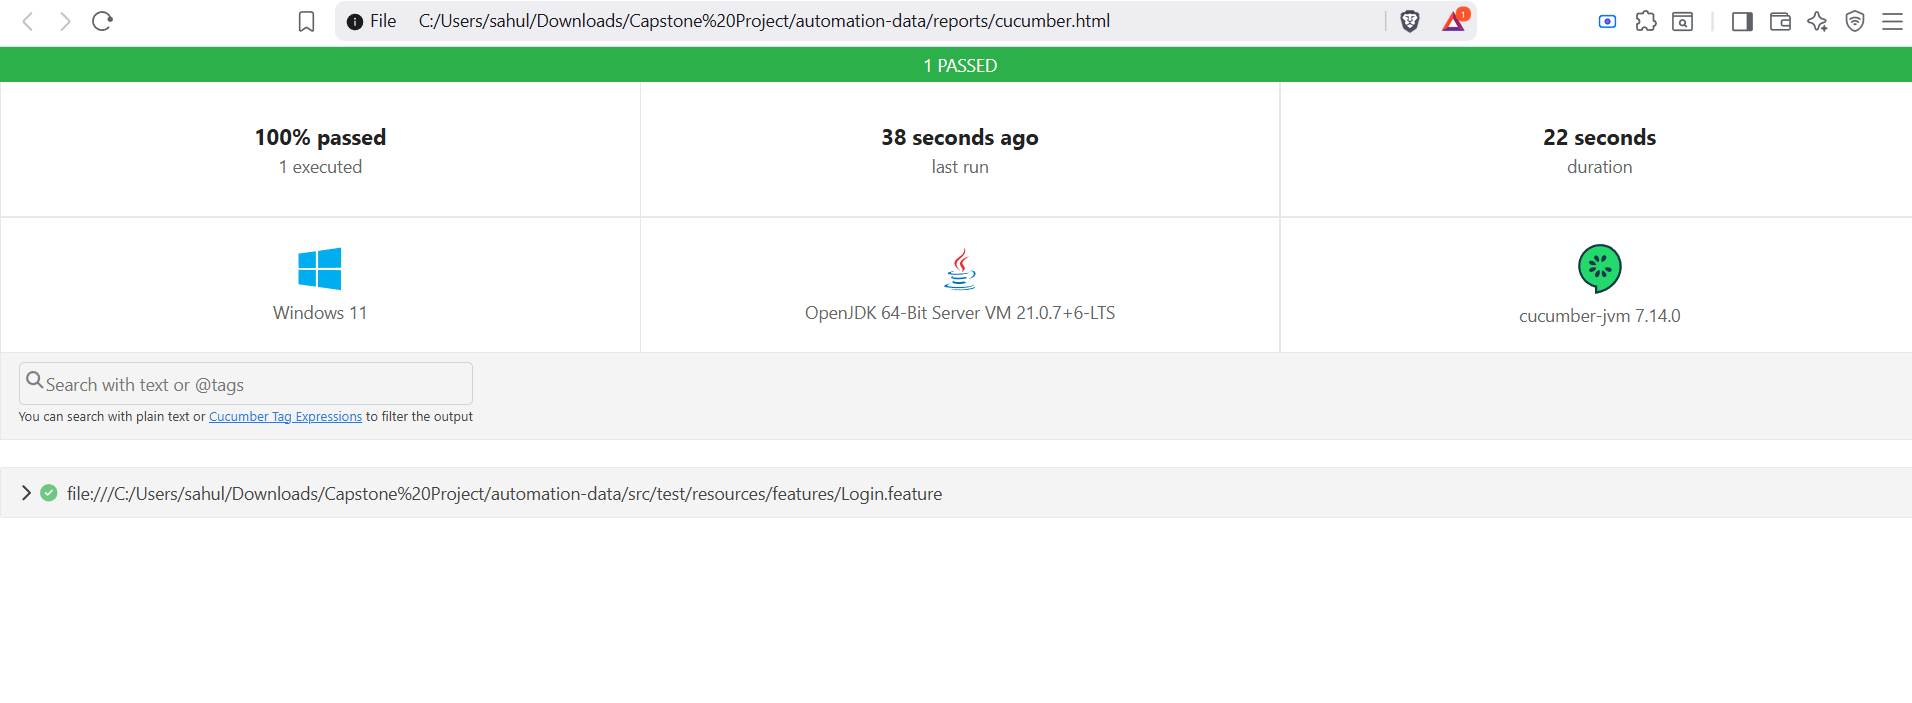 File C:/Users/sahul/Downloads/Capstone%20Project/automation-data/reports/cucumber.html
1
1 PASSED
100% passed
1 executed
38 seconds ago
last run
22 seconds
duration
Windows 11
OpenJDK 64-Bit Server VM 21.0.7+6-LTS
cucumber-jvm 7.14.0
Search with text or @tags
You can search with plain text or Cucumber Tag Expressions to filter the output
file:///C:/Users/sahul/Downloads/Capstone%20Project/automation-data/src/test/resources/features/Login.feature